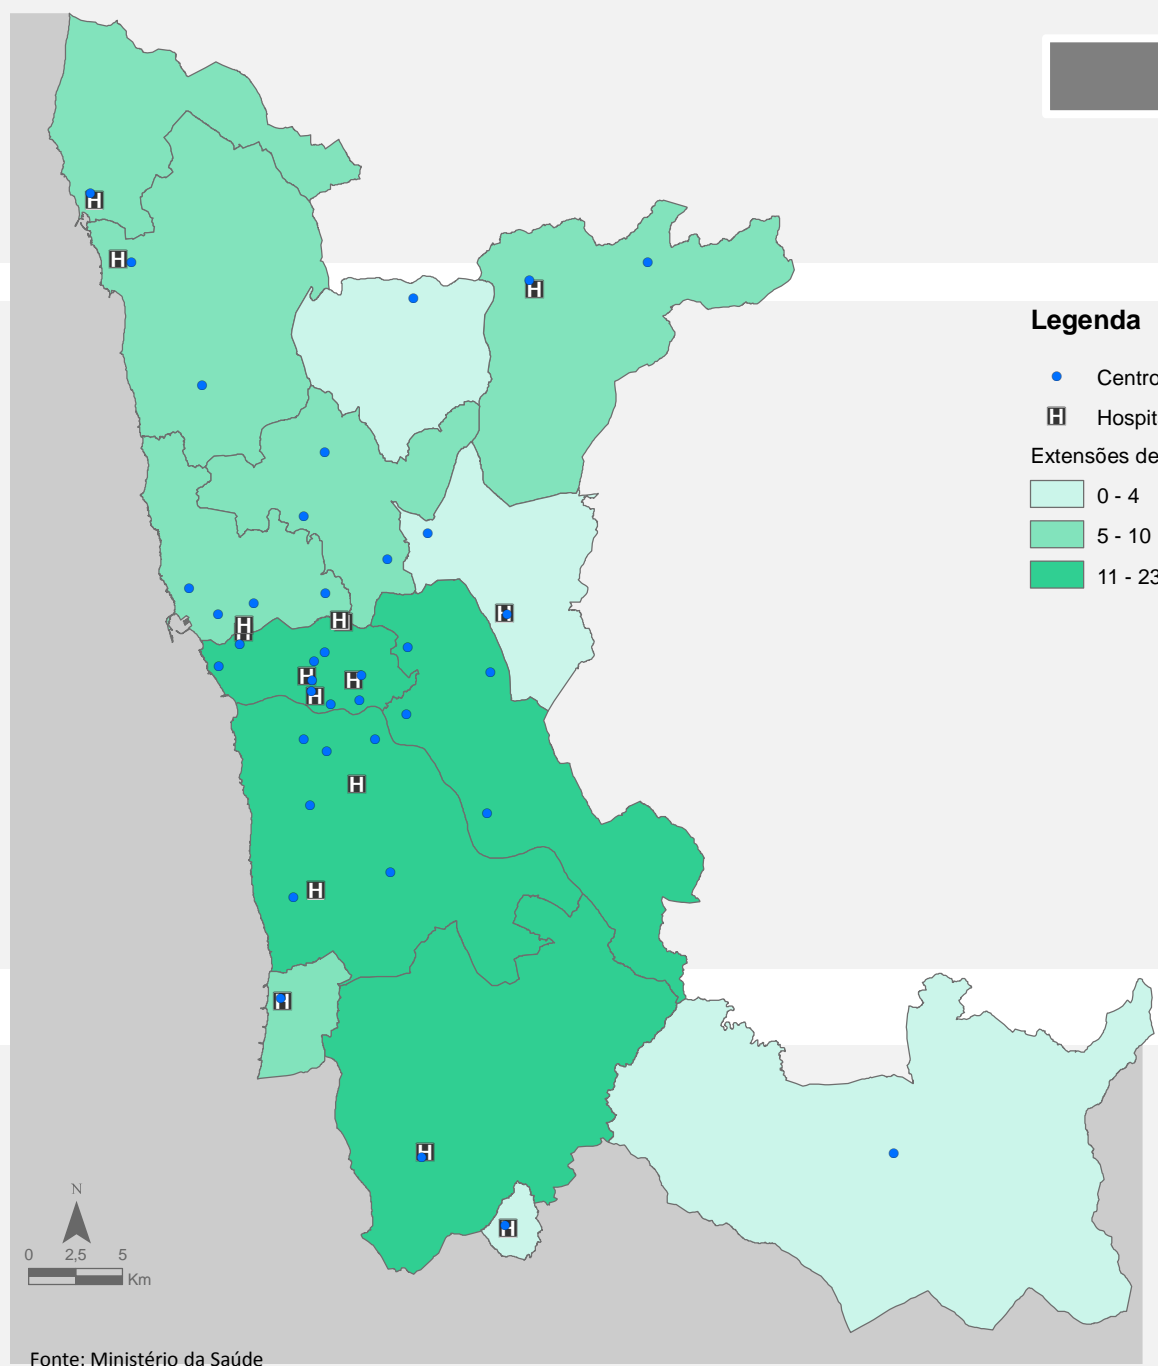 Legenda
Centro
H Hospit
Extensões de
0 - 4
5 - 10
11 - 23
H
H
H
H
H
H
H
H
H
H
H
H
H
H
N
0 2,5 5
Km
Fonte: Ministério da Saúde